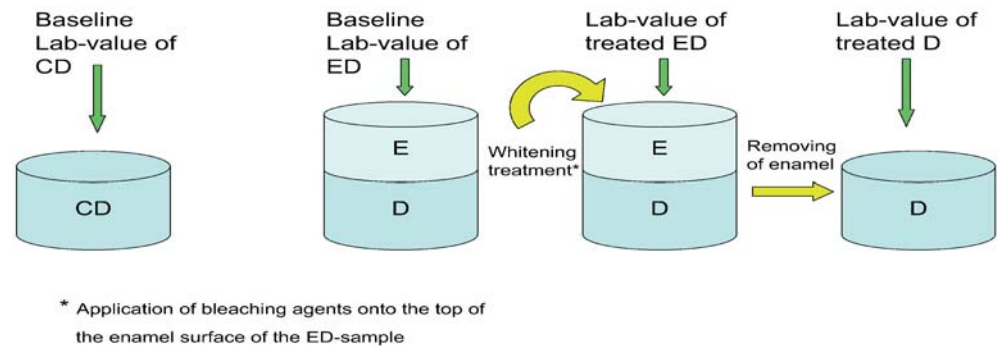 Baseline
Lab-value of
CD
Baseline
Lab-value of
ED
Lab-value of
treated ED
Lab-value of
treated D
CD
E
D
Whitening
treatment*
E
D
Removing
of enamel
D
* Application of bleaching agents onto the top of
the enamel surface of the ED-sample